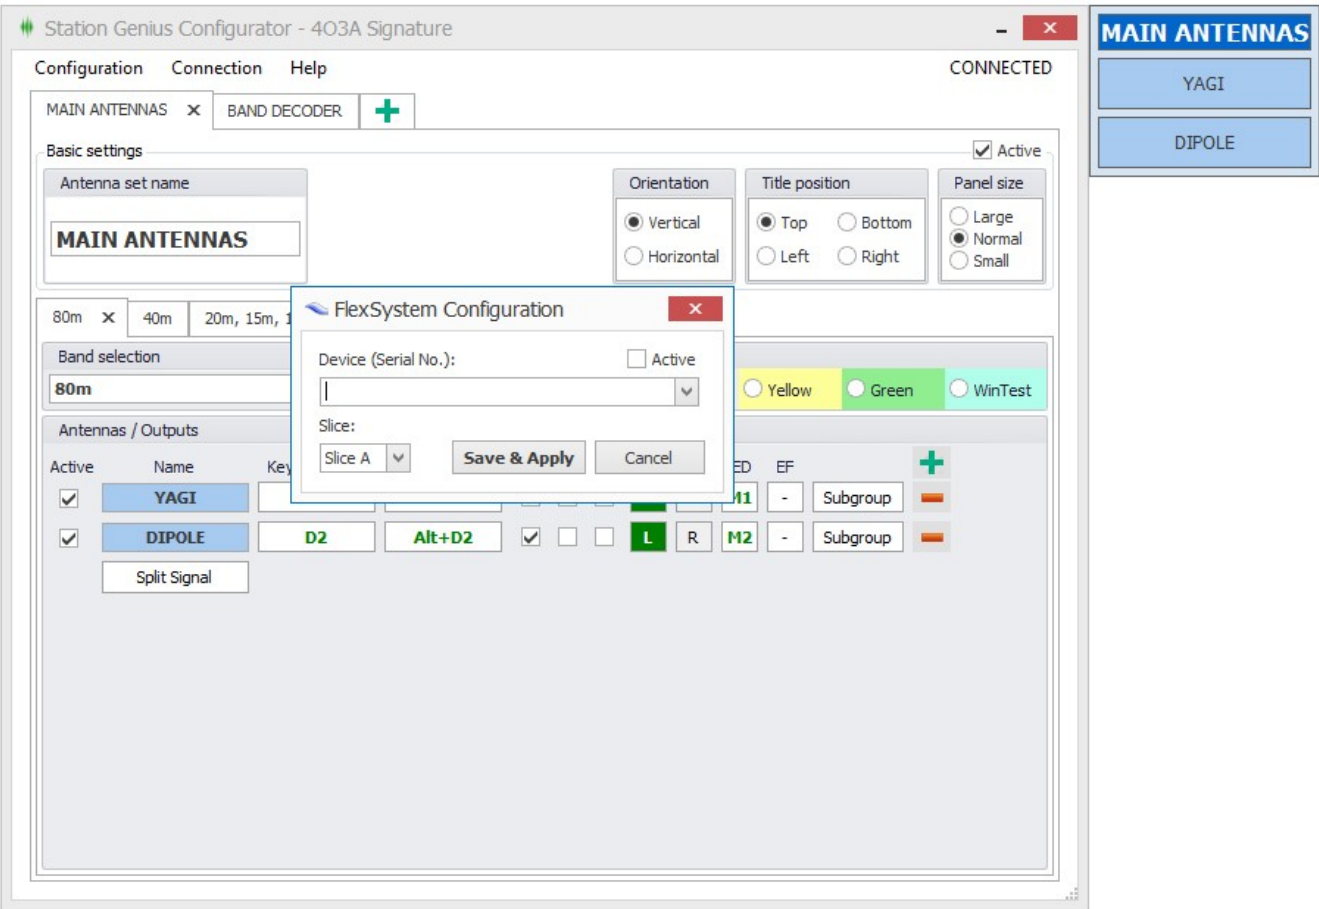 Station Genius Configurator - 4O3A Signature
MAIN ANTENNAS
YAGI
DIPOLE
Configuration Connection Help CONNECTED
MAIN ANTENNAS BAND DECODER
Basic settings Active
Antenna set name
MAIN ANTENNAS
Orientation
Vertical
Horizontal
Title position
Top Bottom
Left Right
Panel size
Large
Normal
Small
80m 40m 20m, 15m, 1
Band selection
80m
Yellow Green WinTest
FlexSystem Configuration
Device (Serial No.): Active
Slice:
Slice A Save & Apply Cancel
Antennas / Outputs
Active Name Key ED EF
YAGI M1 - Subgroup
DIPOLE D2 Alt+D2 L R M2 - Subgroup
Split Signal